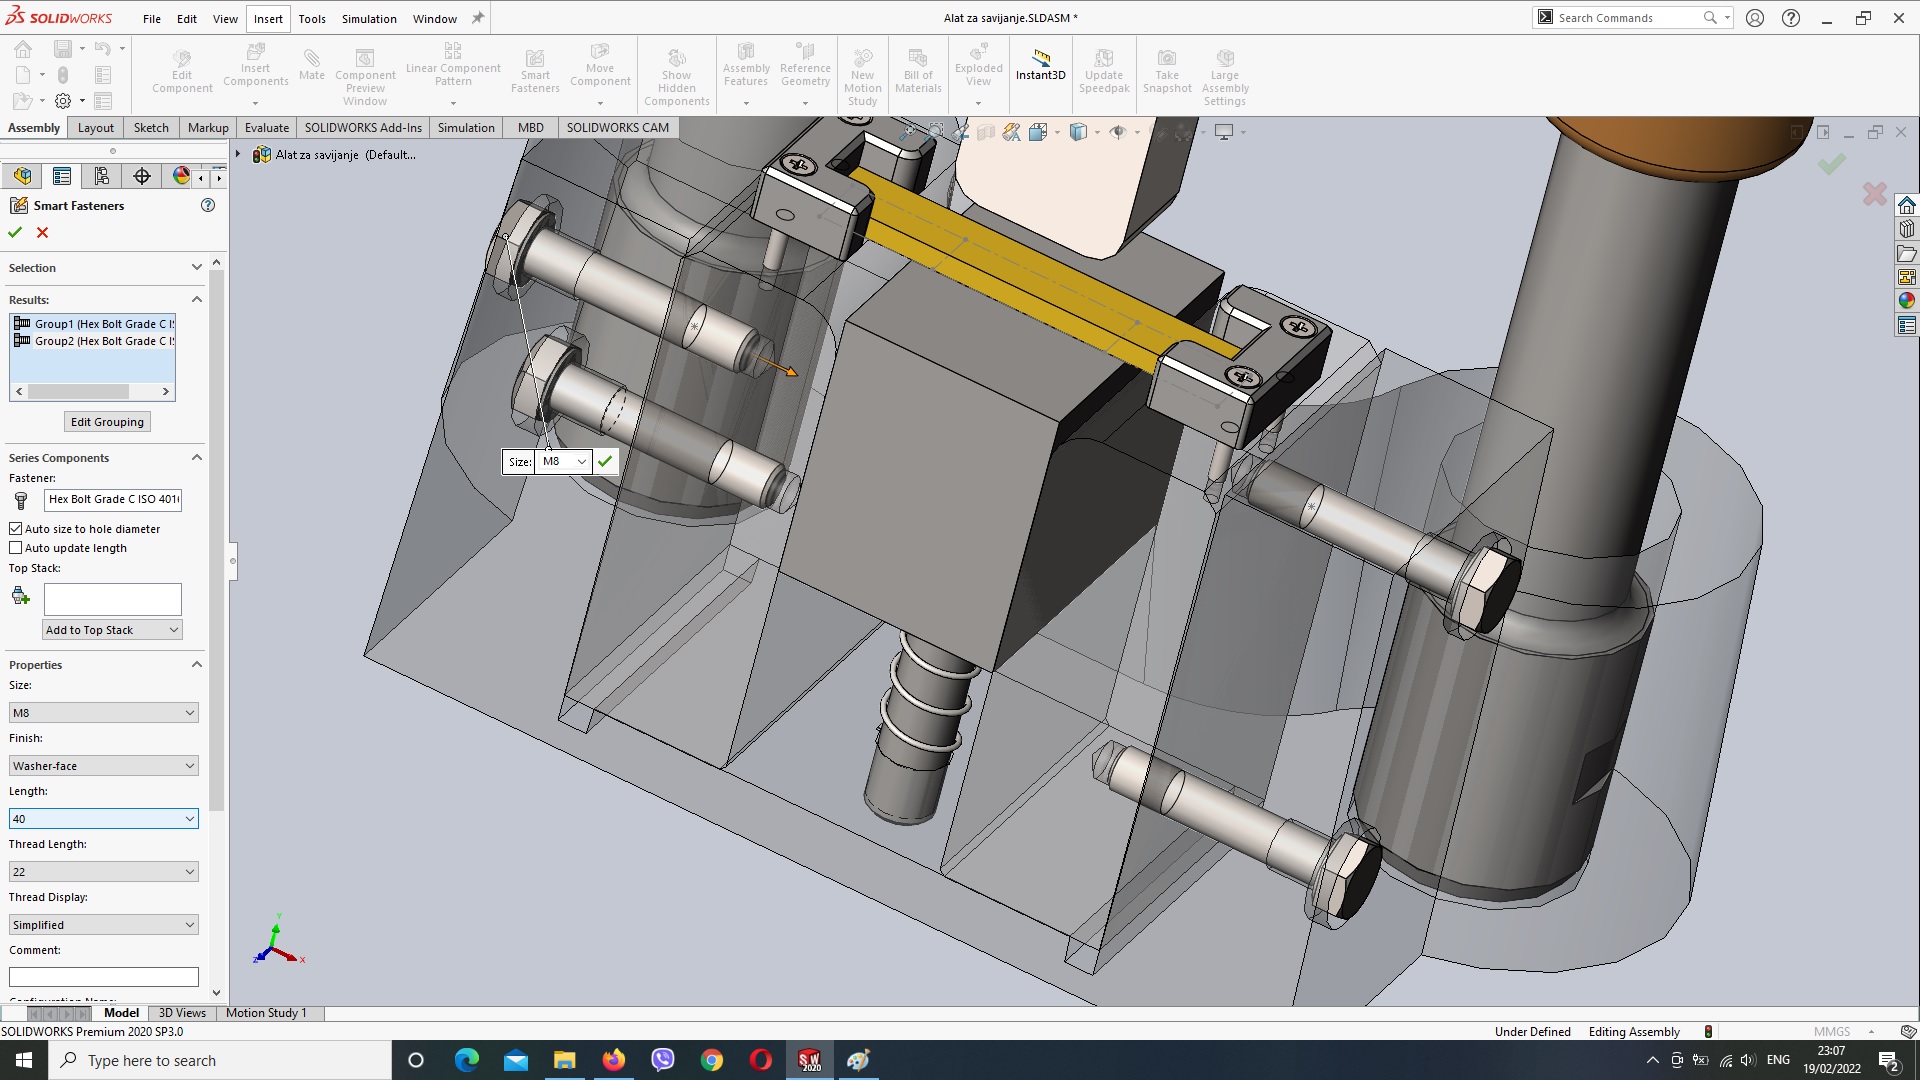 SOLIDWORKS File Edit View Insert Tools Simulation Window Alat za savijanje.SLDASM * Search Commands
Edit Component
Insert Components
Mate
Component Preview Window
Linear Component Pattern
Smart Fasteners
Move Component
Show Hidden Components
Assembly Features
Reference Geometry
New Motion Study
Bill of Materials
Exploded View
Instant3D
Update Speedpak
Take Snapshot
Large Assembly Settings
Assembly Layout Sketch Markup Evaluate SOLIDWORKS Add-Ins Simulation MBD SOLIDWORKS CAM
Alat za savijanje (Default...
Smart Fasteners
Selection
Results:
Group1 (Hex Bolt Grade C I
Group2 (Hex Bolt Grade C I
Edit Grouping
Series Components
Fastener:
Hex Bolt Grade C ISO 401
Auto size to hole diameter
Auto update length
Top Stack:
Add to Top Stack
Properties
Size:
M8
Finish:
Washer-face
Length:
40
Thread Length:
22
Thread Display:
Simplified
Comment:
Size: M8
Y
X
Z
Model 3D Views Motion Study 1
SOLIDWORKS Premium 2020 SP3.0 Under Defined Editing Assembly MMGS
Type here to search
SW 2020
ENG
23:07
19/02/2022
2